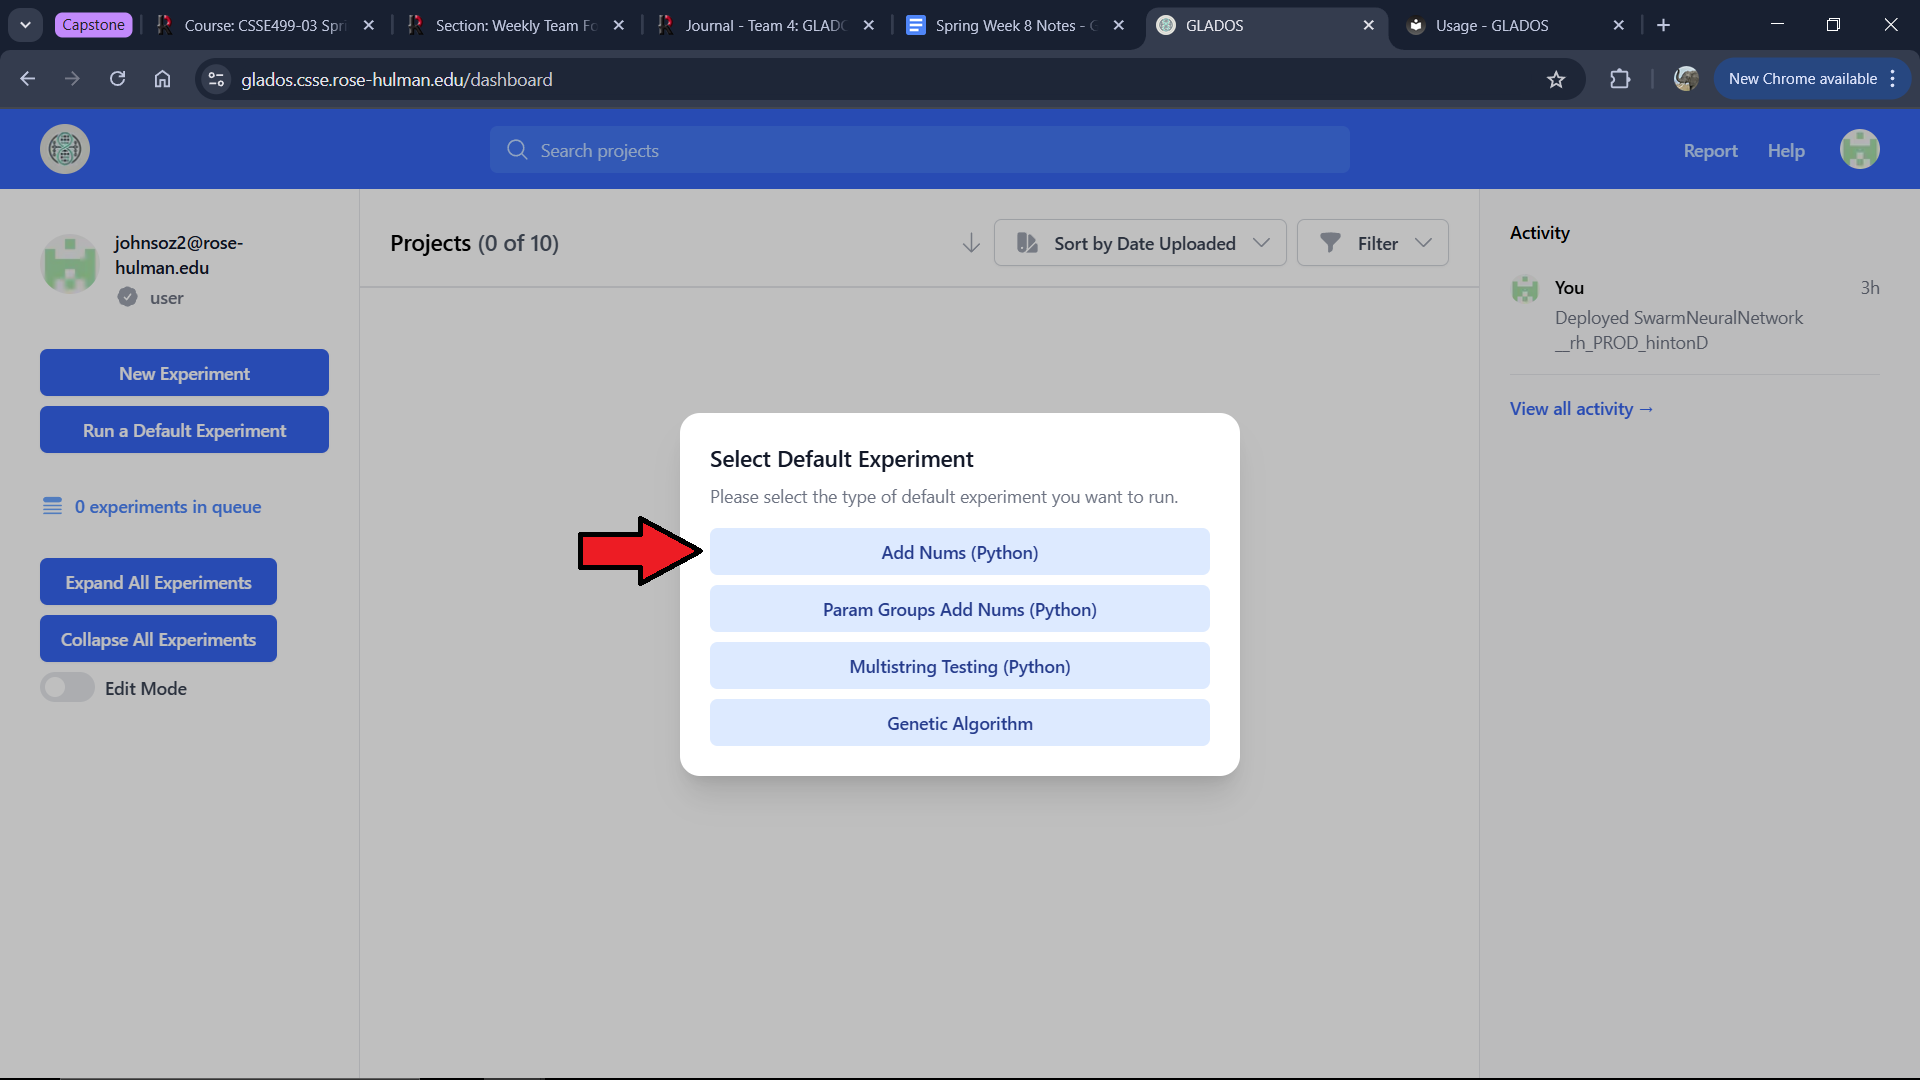 Capstone
Course: CSSE499-03 Spri
Section: Weekly Team Fo
Journal - Team 4: GLADO
Spring Week 8 Notes - G
GLADOS
Usage - GLADOS
glados.csse.rose-hulman.edu/dashboard
New Chrome available
Search projects
Report
Help
johnsoz2@rose-
hulman.edu
user
New Experiment
Run a Default Experiment
0 experiments in queue
Expand All Experiments
Collapse All Experiments
Edit Mode
Projects (0 of 10)
Sort by Date Uploaded
Filter
Select Default Experiment
Please select the type of default experiment you want to run.
Add Nums (Python)
Param Groups Add Nums (Python)
Multistring Testing (Python)
Genetic Algorithm
Activity
You
3h
Deployed SwarmNeuralNetwork
__rh_PROD_hintonD
View all activity →